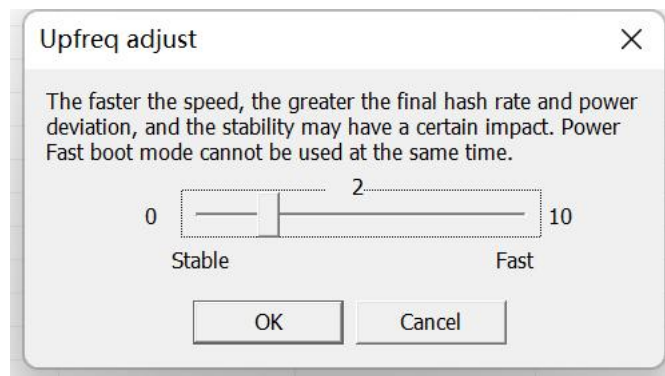 Upfreq adjust
The faster the speed, the greater the final hash rate and power
deviation, and the stability may have a certain impact. Power
Fast boot mode cannot be used at the same time.
2
0 10
Stable Fast
OK Cancel